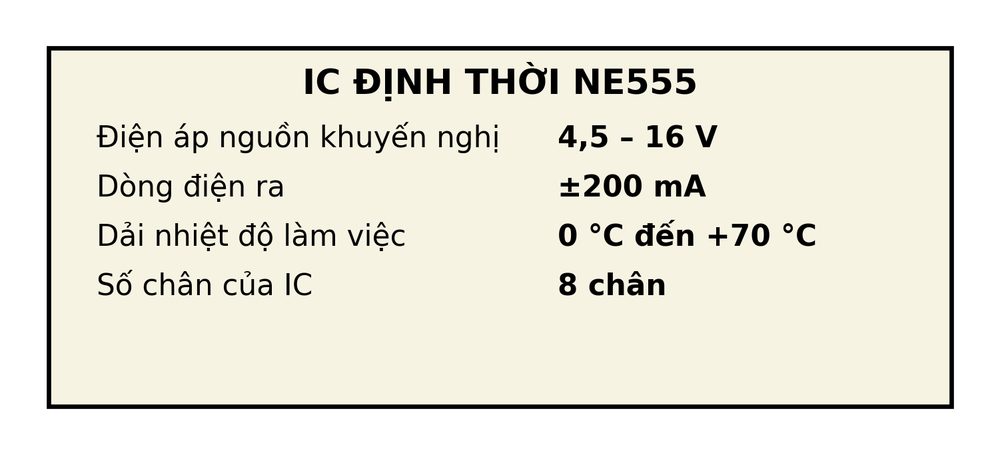 IC ĐỊNH THỜI NE555
Điện áp nguồn khuyến nghị 4,5 – 16 V
Dòng điện ra ±200 mA
Dải nhiệt độ làm việc 0 °C đến +70 °C
Số chân của IC 8 chân